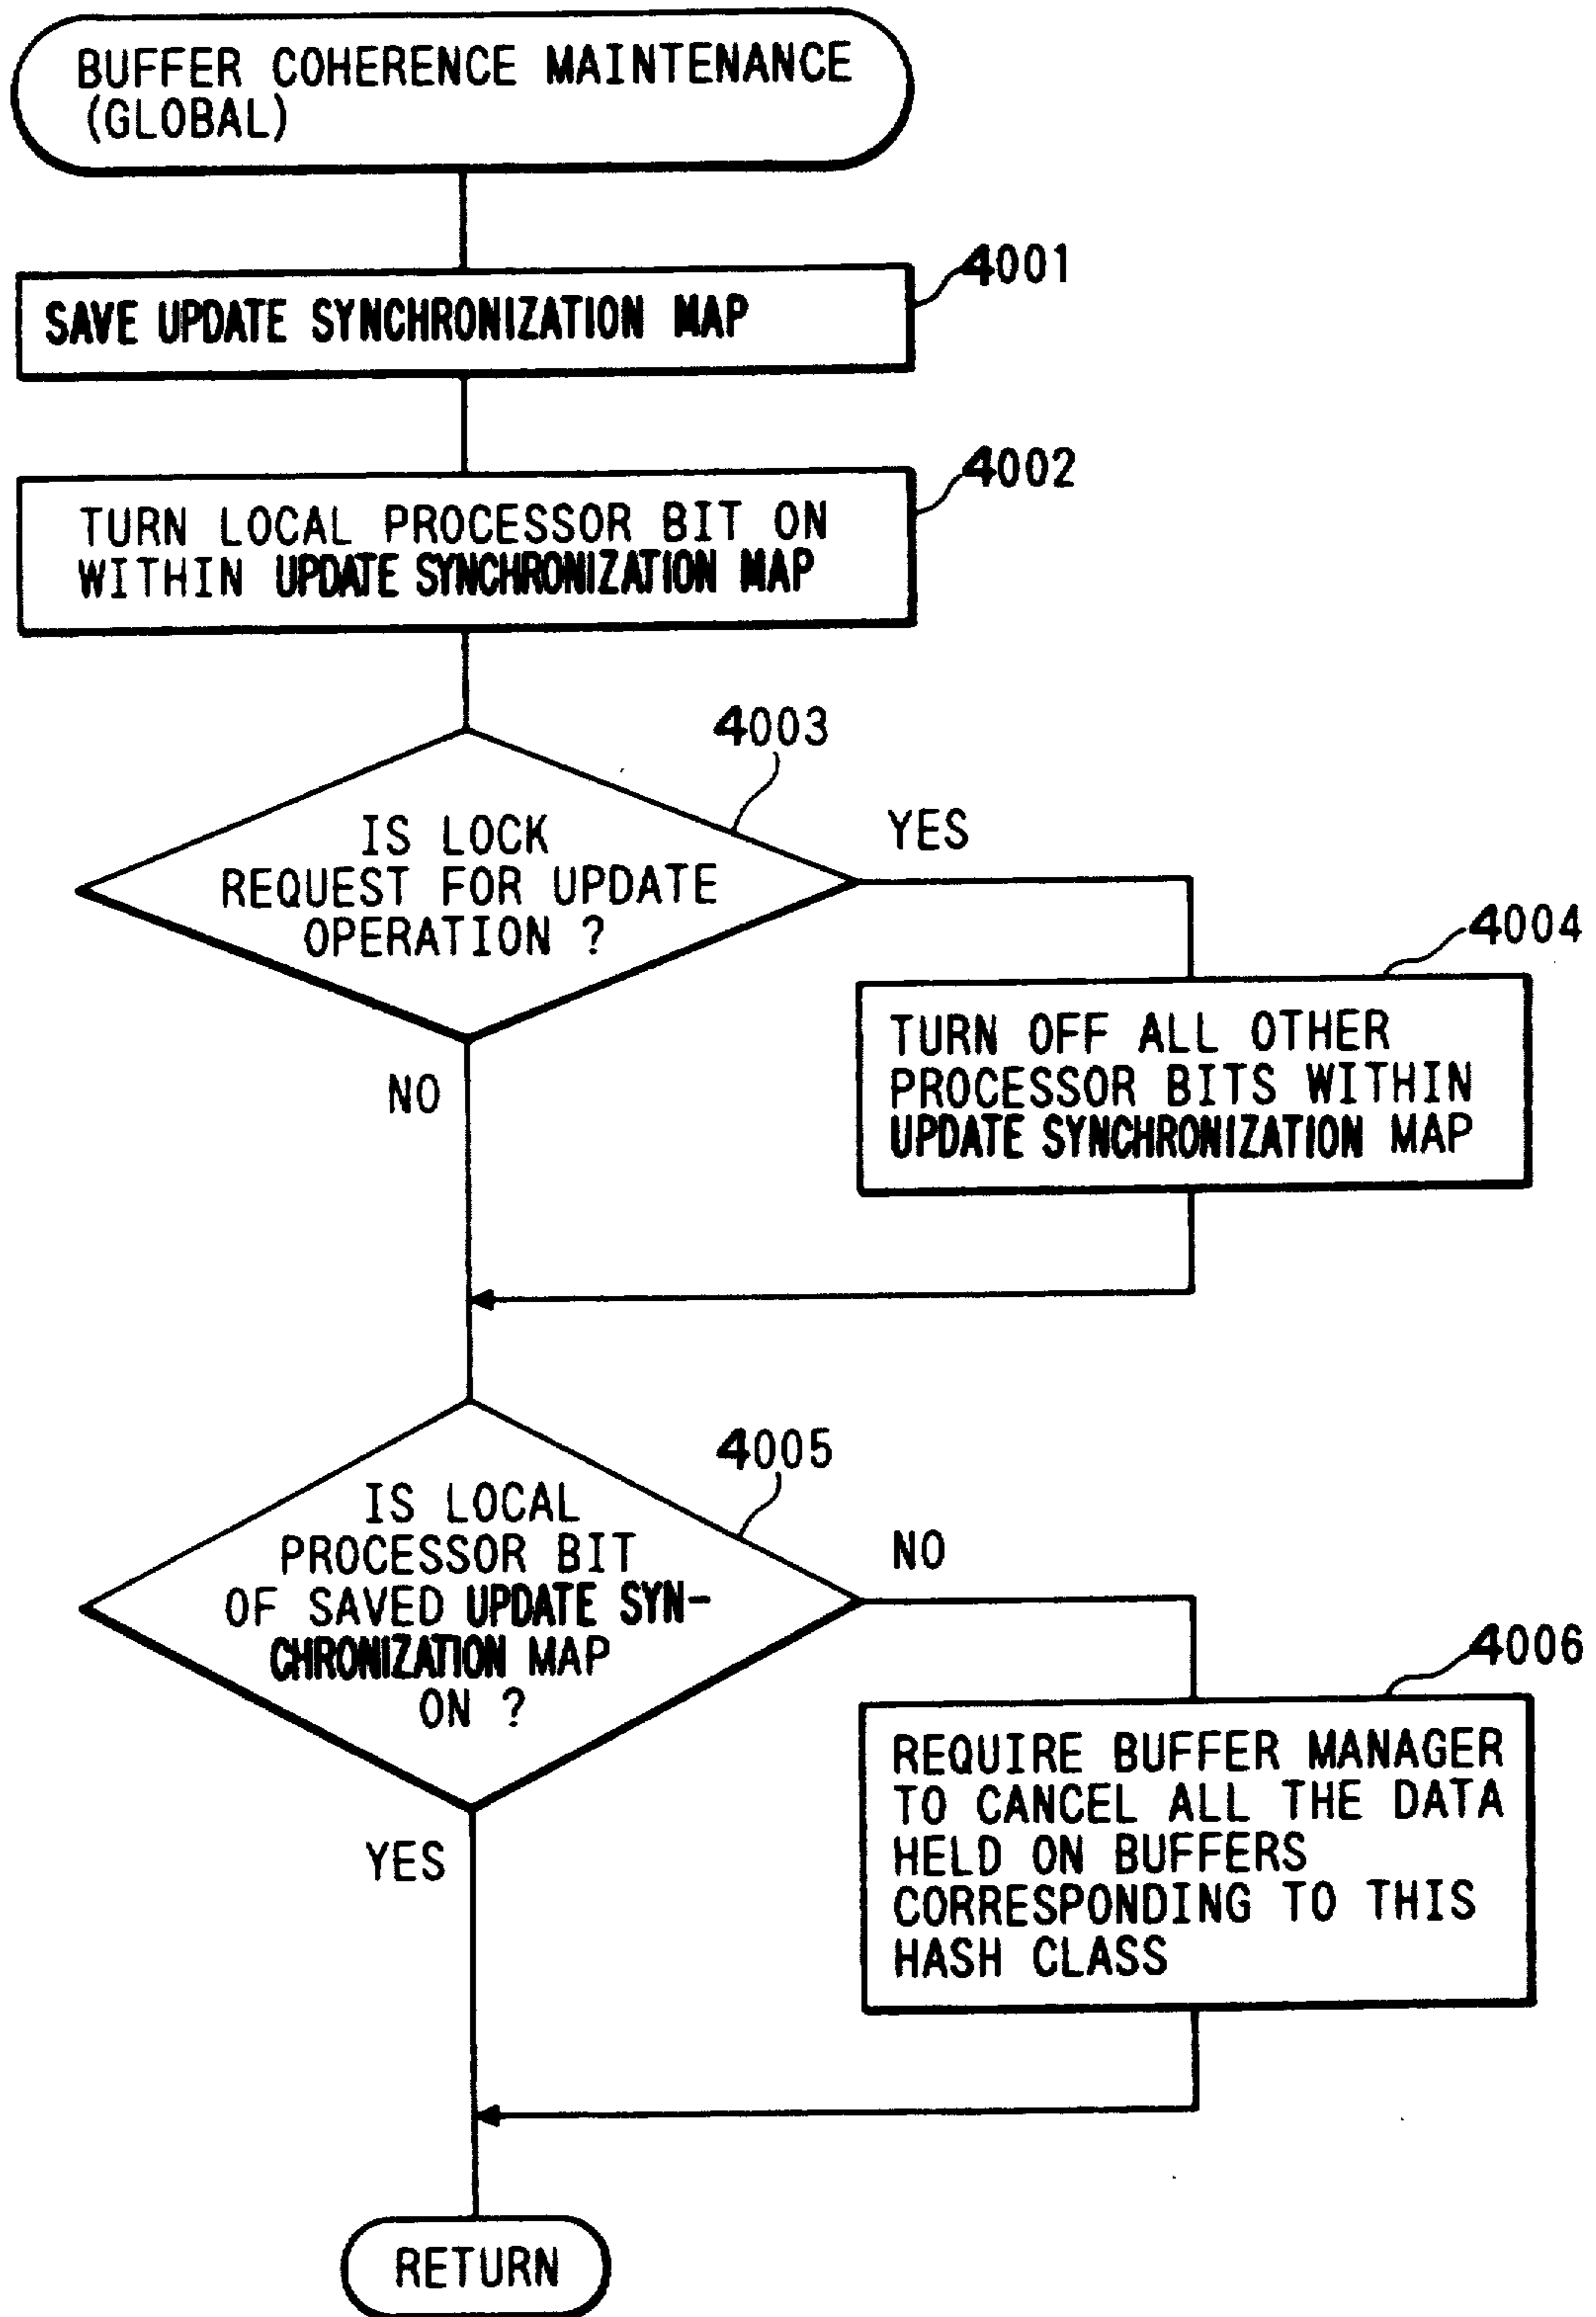 BUFFER COHERENCE MAINTENANCE
(GLOBAL)
4001
SAVE UPDATE SYNCHRONIZATION MAP
4002
TURN LOCAL PROCESSOR BIT ON
WITHIN UPDATE SYNCHRONIZATION MAP
4003
IS LOCK
REQUEST FOR UPDATE
OPERATION ?
YES
NO
4004
TURN OFF ALL OTHER
PROCESSOR BITS WITHIN
UPDATE SYNCHRONIZATION MAP
4005
IS LOCAL
PROCESSOR BIT
OF SAVED UPDATE SYN-
CHRONIZATION MAP
ON ?
NO
YES
4006
REQUIRE BUFFER MANAGER
TO CANCEL ALL THE DATA
HELD ON BUFFERS
CORRESPONDING TO THIS
HASH CLASS
RETURN